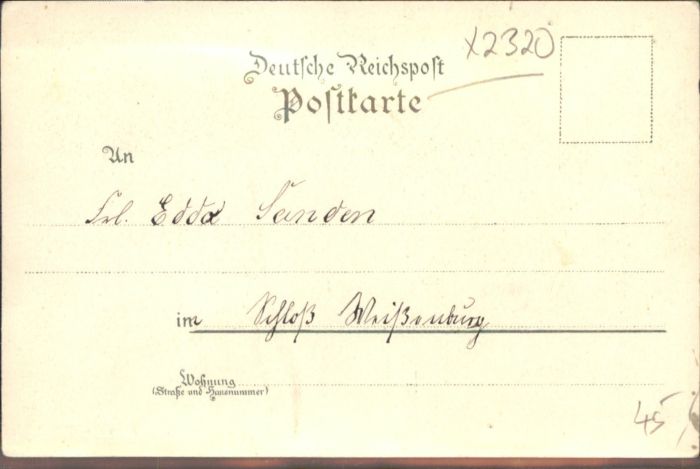 X2320
Deutsche Reichspost
Postkarte
An
Frl. Edda Sanden
im Schloß Weißenburg
Wohnung
(Straße und Hausnummer)
45